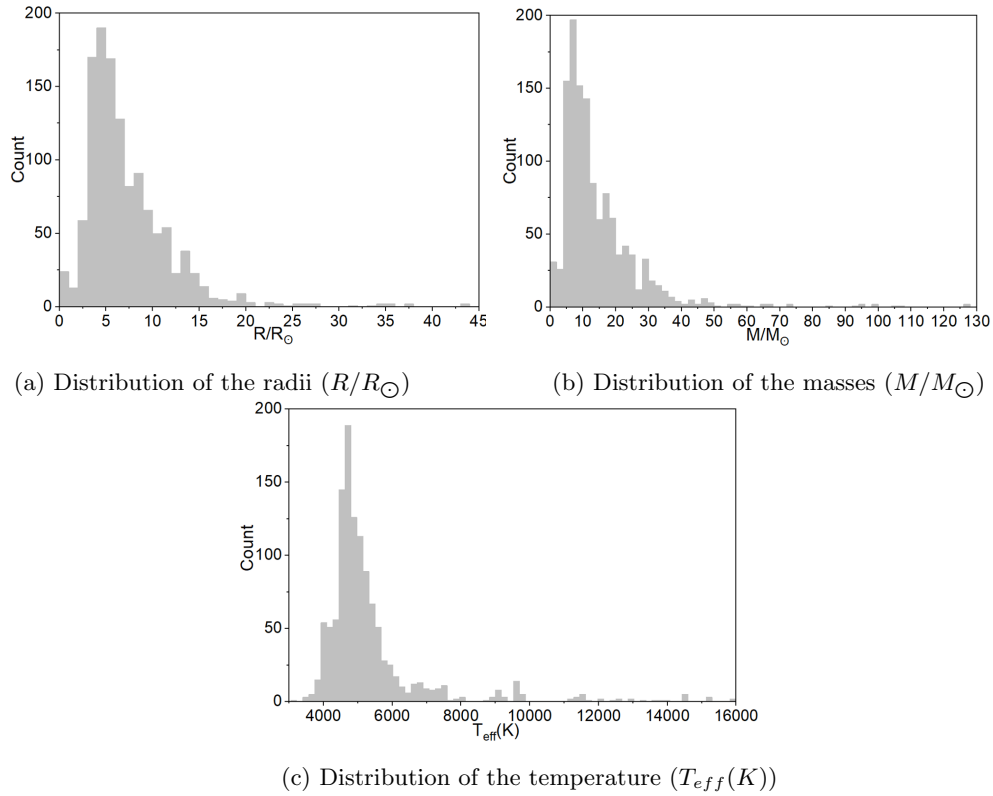 200
150
100
50
0
Count
0 5 10 15 20 25 30 35 40 45
R/R☉
(a) Distribution of the radii (R/R☉)
200
150
100
50
0
Count
0 10 20 30 40 50 60 70 80 90 100 110 120 130
M/M☉
(b) Distribution of the masses (M/M☉)
200
150
100
50
0
Count
4000 6000 8000 10000 12000 14000 16000
Teff(K)
(c) Distribution of the temperature (Teff(K))